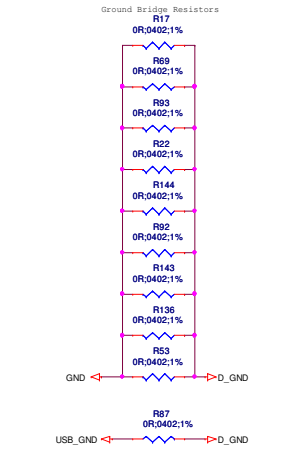 Ground Bridge Resistors
R17
0R;0402;1%
R69
0R;0402;1%
R93
0R;0402;1%
R22
0R;0402;1%
R144
0R;0402;1%
R92
0R;0402;1%
R143
0R;0402;1%
R136
0R;0402;1%
R53
0R;0402;1%
GND D_GND
R87
0R;0402;1%
USB_GND D_GND